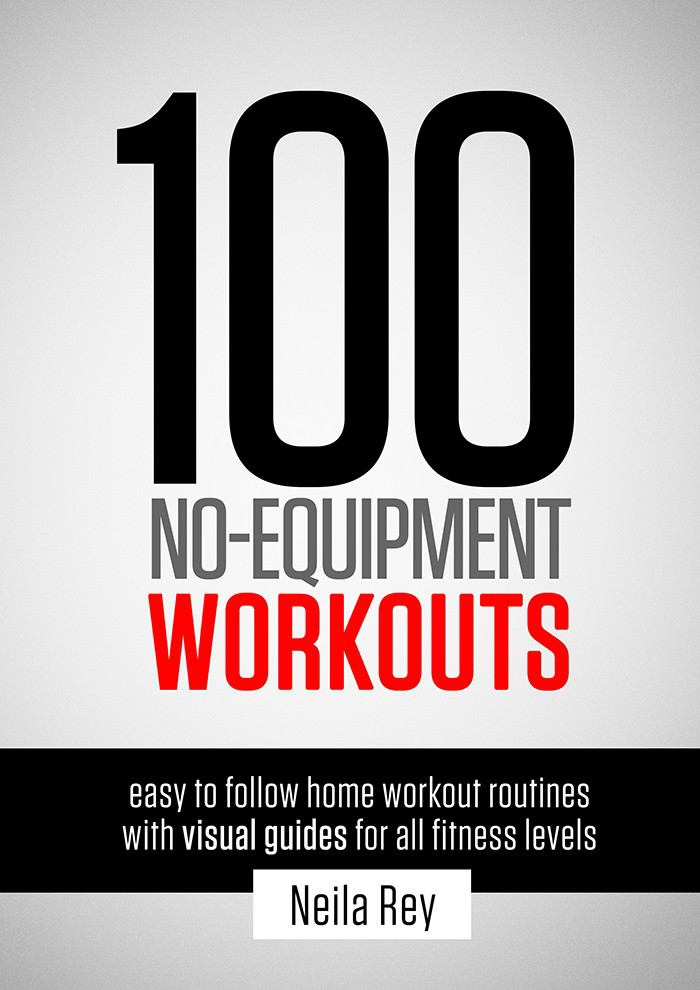 100
NO-EQUIPMENT
WORKOUTS
easy to follow home workout routines
with visual guides for all fitness levels
Neila Rey